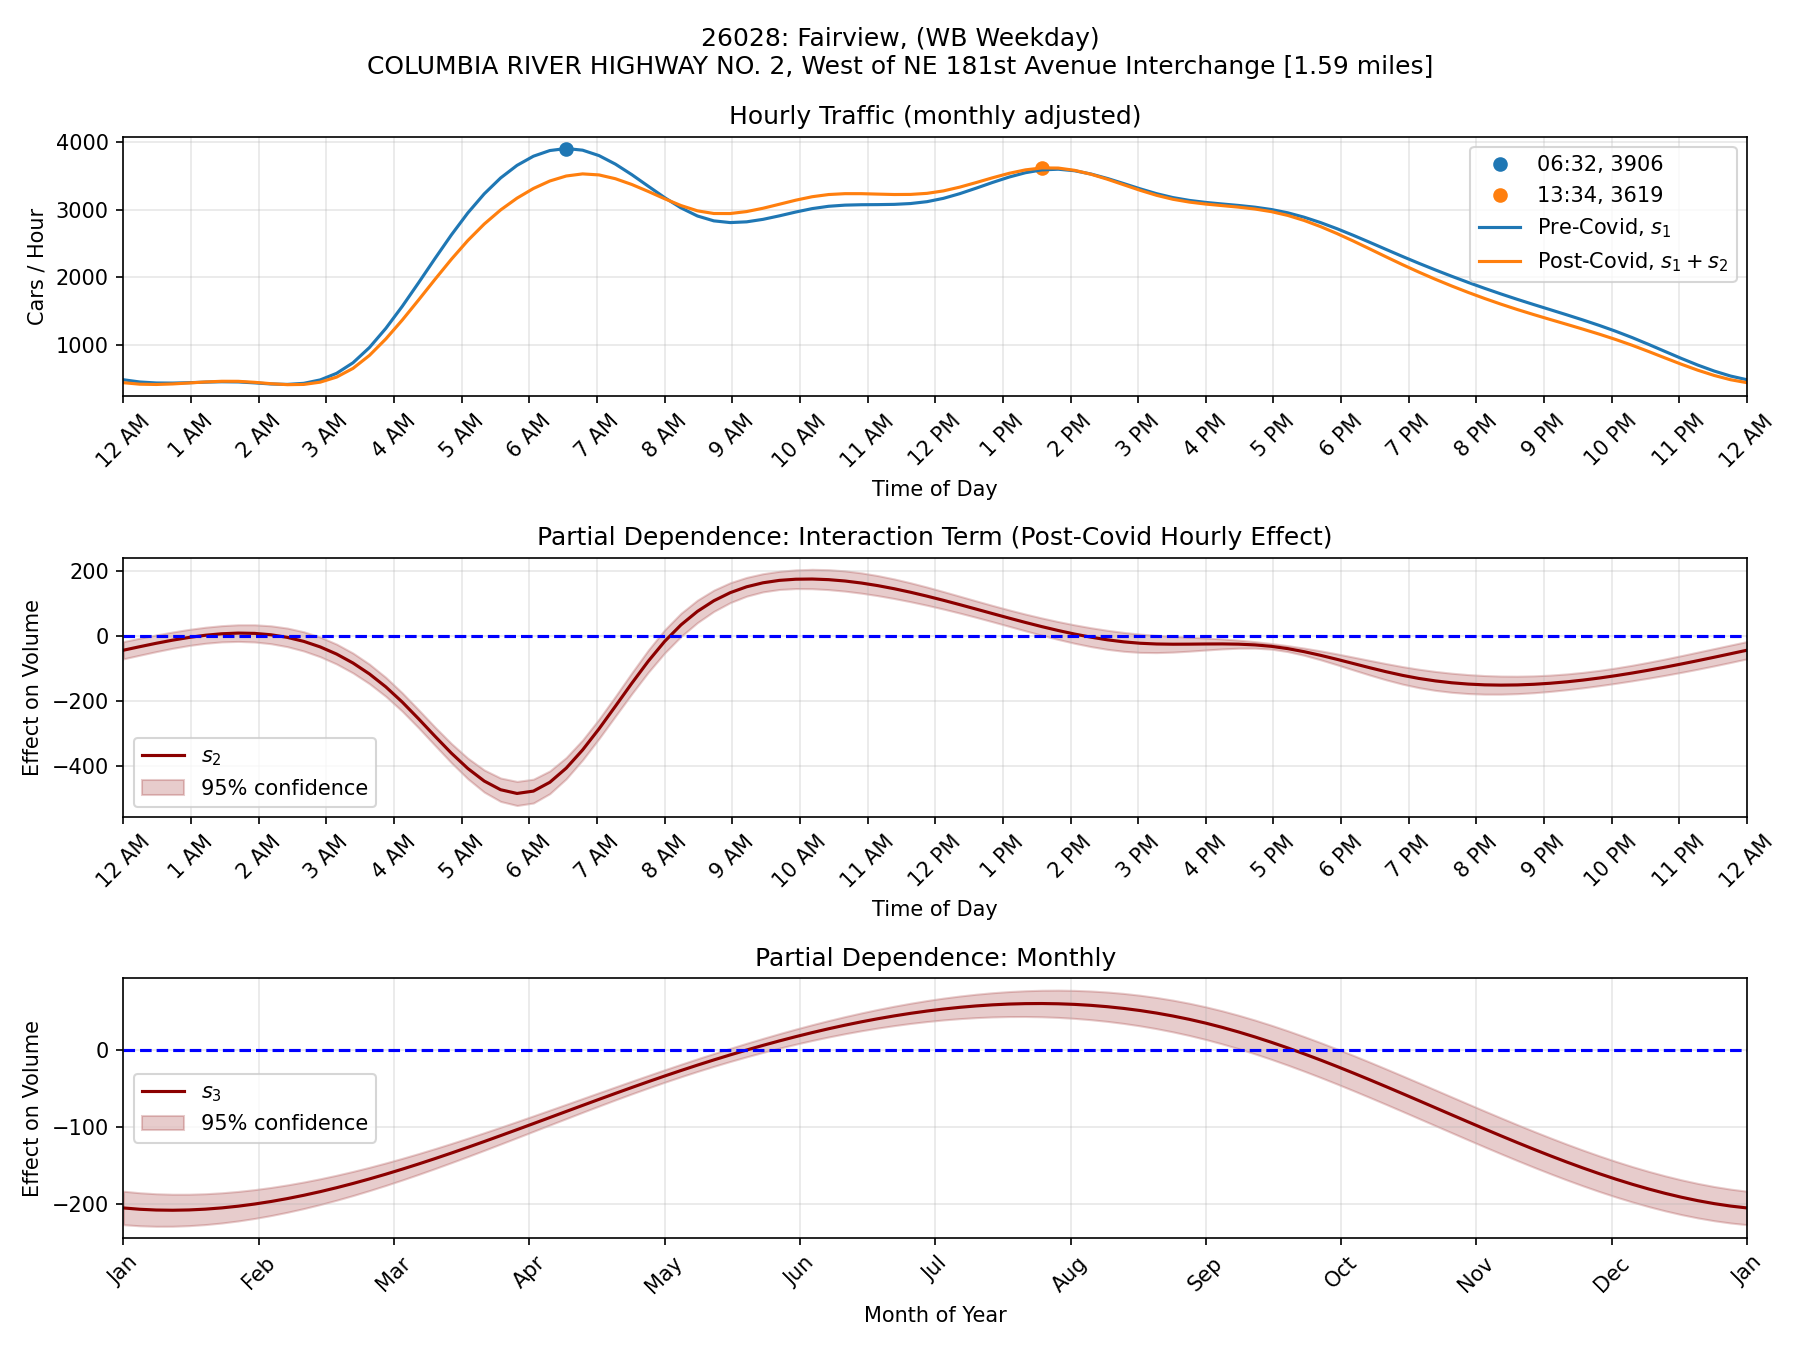 26028: Fairview, (WB Weekday)
COLUMBIA RIVER HIGHWAY NO. 2, West of NE 181st Avenue Interchange [1.59 miles]
Hourly Traffic (monthly adjusted)
Cars / Hour
4000
3000
2000
1000
06:32, 3906
13:34, 3619
Pre-Covid, s₁
Post-Covid, s₁ + s₂
12 AM 1 AM 2 AM 3 AM 4 AM 5 AM 6 AM 7 AM 8 AM 9 AM 10 AM 11 AM 12 PM 1 PM 2 PM 3 PM 4 PM 5 PM 6 PM 7 PM 8 PM 9 PM 10 PM 11 PM 12 AM
Time of Day
Partial Dependence: Interaction Term (Post-Covid Hourly Effect)
Effect on Volume
200
0
−200
−400
s₂
95% confidence
12 AM 1 AM 2 AM 3 AM 4 AM 5 AM 6 AM 7 AM 8 AM 9 AM 10 AM 11 AM 12 PM 1 PM 2 PM 3 PM 4 PM 5 PM 6 PM 7 PM 8 PM 9 PM 10 PM 11 PM 12 AM
Time of Day
Partial Dependence: Monthly
Effect on Volume
0
−100
−200
s₃
95% confidence
Jan Feb Mar Apr May Jun Jul Aug Sep Oct Nov Dec Jan
Month of Year